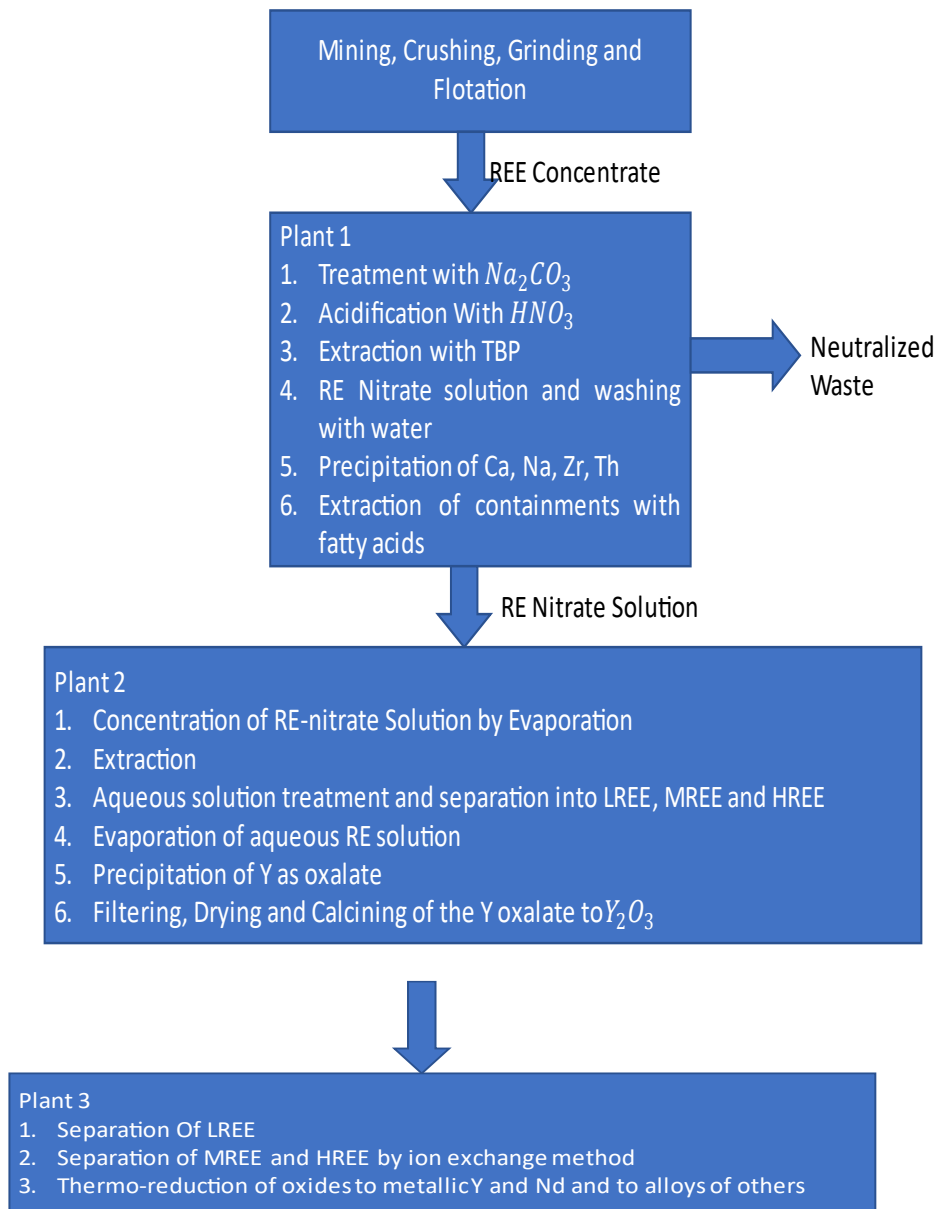 Mining, Crushing, Grinding and
Flotation
REE Concentrate
Plant 1
1. Treatment with Na₂CO₃
2. Acidification With HNO₃
3. Extraction with TBP
4. RE Nitrate solution and washing
with water
5. Precipitation of Ca, Na, Zr, Th
6. Extraction of containments with
fatty acids
Neutralized
Waste
RE Nitrate Solution
Plant 2
1. Concentration of RE-nitrate Solution by Evaporation
2. Extraction
3. Aqueous solution treatment and separation into LREE, MREE and HREE
4. Evaporation of aqueous RE solution
5. Precipitation of Y as oxalate
6. Filtering, Drying and Calcining of the Y oxalate to Y₂O₃
Plant 3
1. Separation Of LREE
2. Separation of MREE and HREE by ion exchange method
3. Thermo-reduction of oxides to metallic Y and Nd and to alloys of others